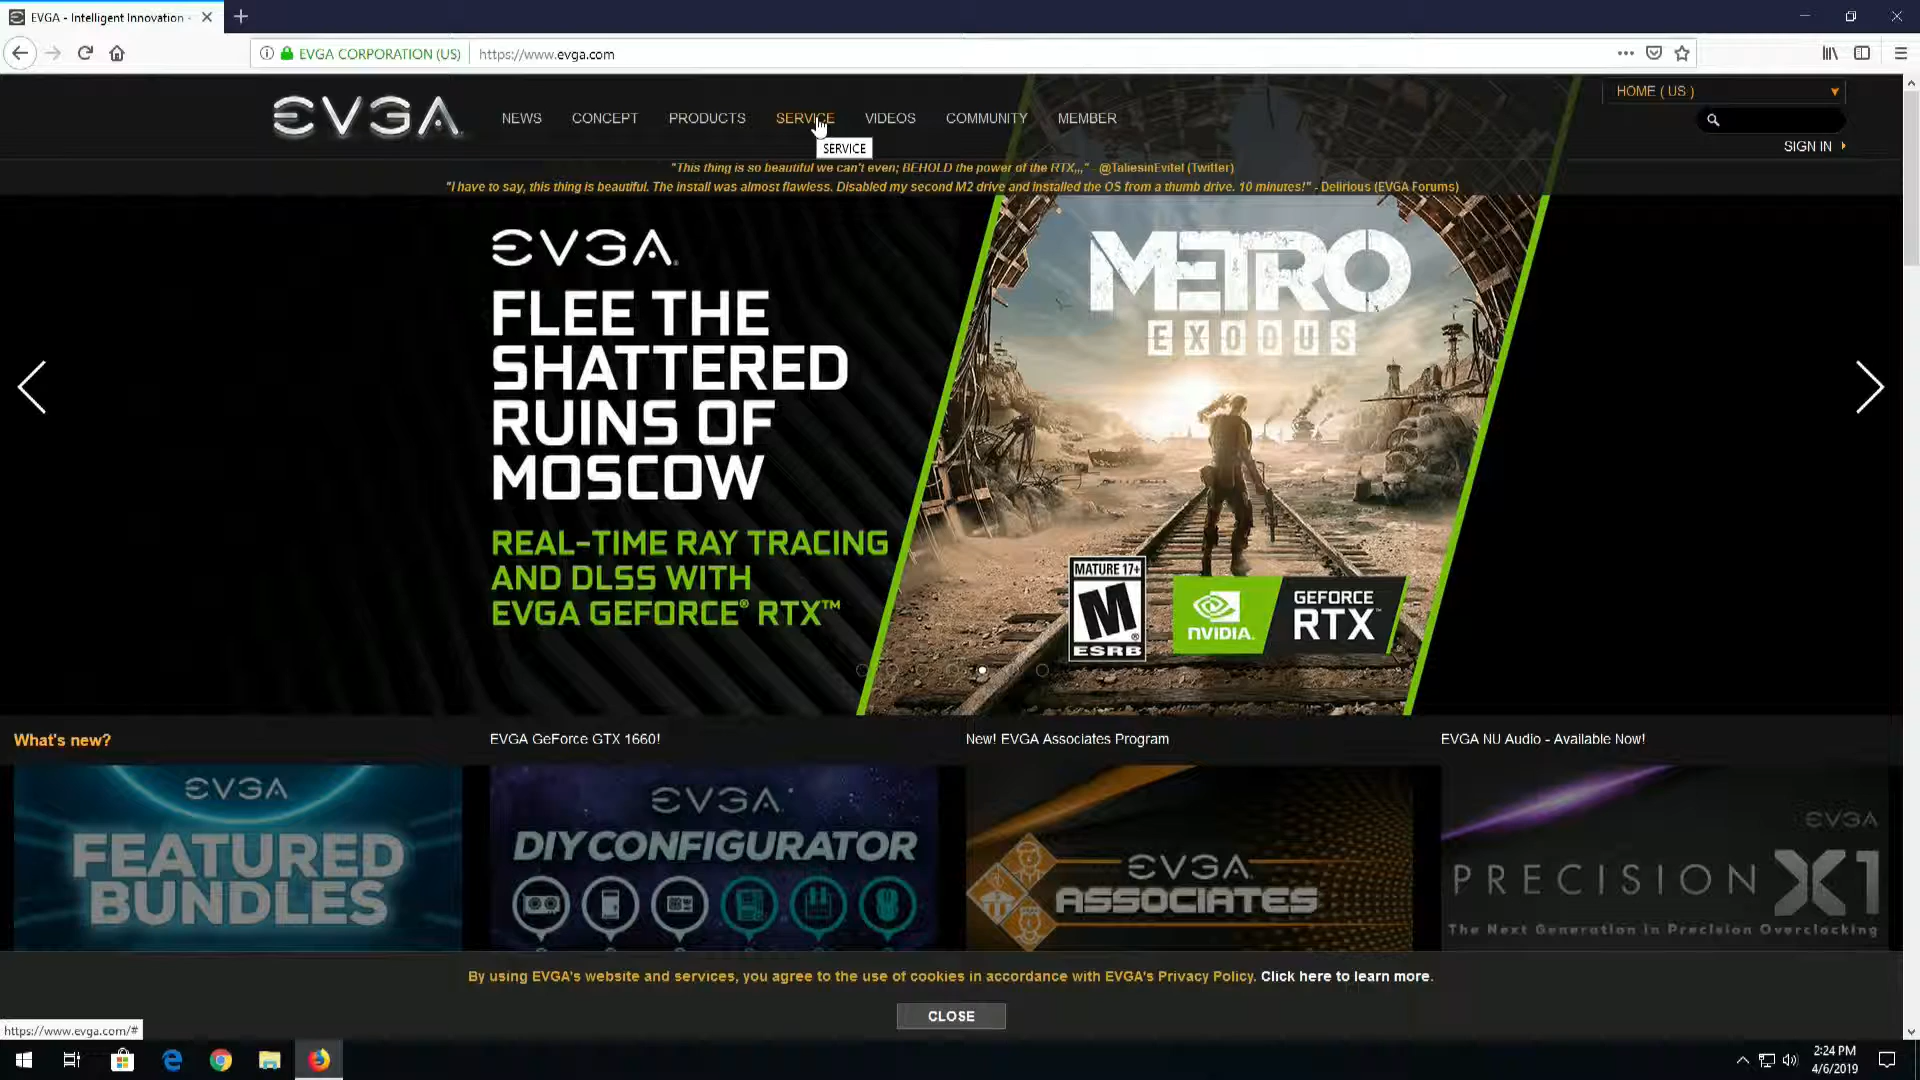 EVGA - Intelligent Innovation -
EVGA CORPORATION (US)
https://www.evga.com
EVGA
NEWS
CONCEPT
PRODUCTS
SERVICE
VIDEOS
COMMUNITY
MEMBER
HOME ( US )
SIGN IN
SERVICE
"This thing is so beautiful we can't even; BEHOLD the power of the RTX,,," - @TaliesinEvitel (Twitter)
"I have to say, this thing is beautiful. The install was almost flawless. Disabled my second M2 drive and installed the OS from a thumb drive. 10 minutes!" - Delirious (EVGA Forums)
EVGA
FLEE THE
SHATTERED
RUINS OF
MOSCOW
REAL-TIME RAY TRACING
AND DLSS WITH
EVGA GEFORCE® RTX™
METRO
EXODUS
MATURE 17+
M
ESRB
NVIDIA.
GEFORCE
RTX™
What's new?
EVGA GeForce GTX 1660!
New! EVGA Associates Program
EVGA NU Audio - Available Now!
EVGA
FEATURED
BUNDLES
EVGA
DIY CONFIGURATOR
EVGA
ASSOCIATES
EVGA
PRECISION X1
The Next Generation in Precision Overclocking
By using EVGA's website and services, you agree to the use of cookies in accordance with EVGA's Privacy Policy. Click here to learn more.
CLOSE
https://www.evga.com/#
2:24 PM
4/6/2019